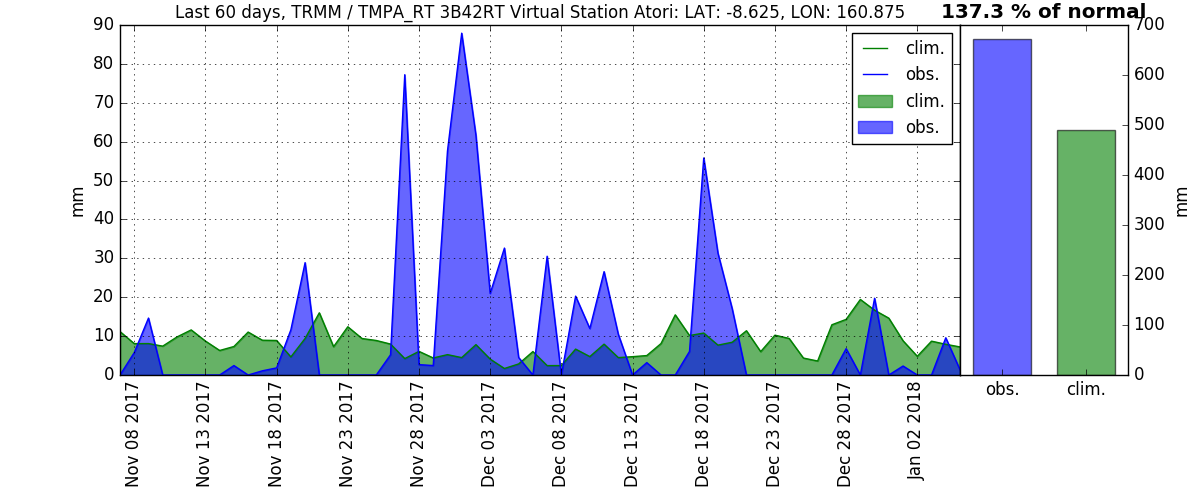 Last 60 days, TRMM / TMPA_RT 3B42RT Virtual Station Atori: LAT: -8.625, LON: 160.875
137.3 % of normal
90
80
70
60
50
40
30
20
10
0
mm
clim.
obs.
clim.
obs.
Nov 08 2017
Nov 13 2017
Nov 18 2017
Nov 23 2017
Nov 28 2017
Dec 03 2017
Dec 08 2017
Dec 13 2017
Dec 18 2017
Dec 23 2017
Dec 28 2017
Jan 02 2018
700
600
500
400
300
200
100
0
mm
obs.
clim.